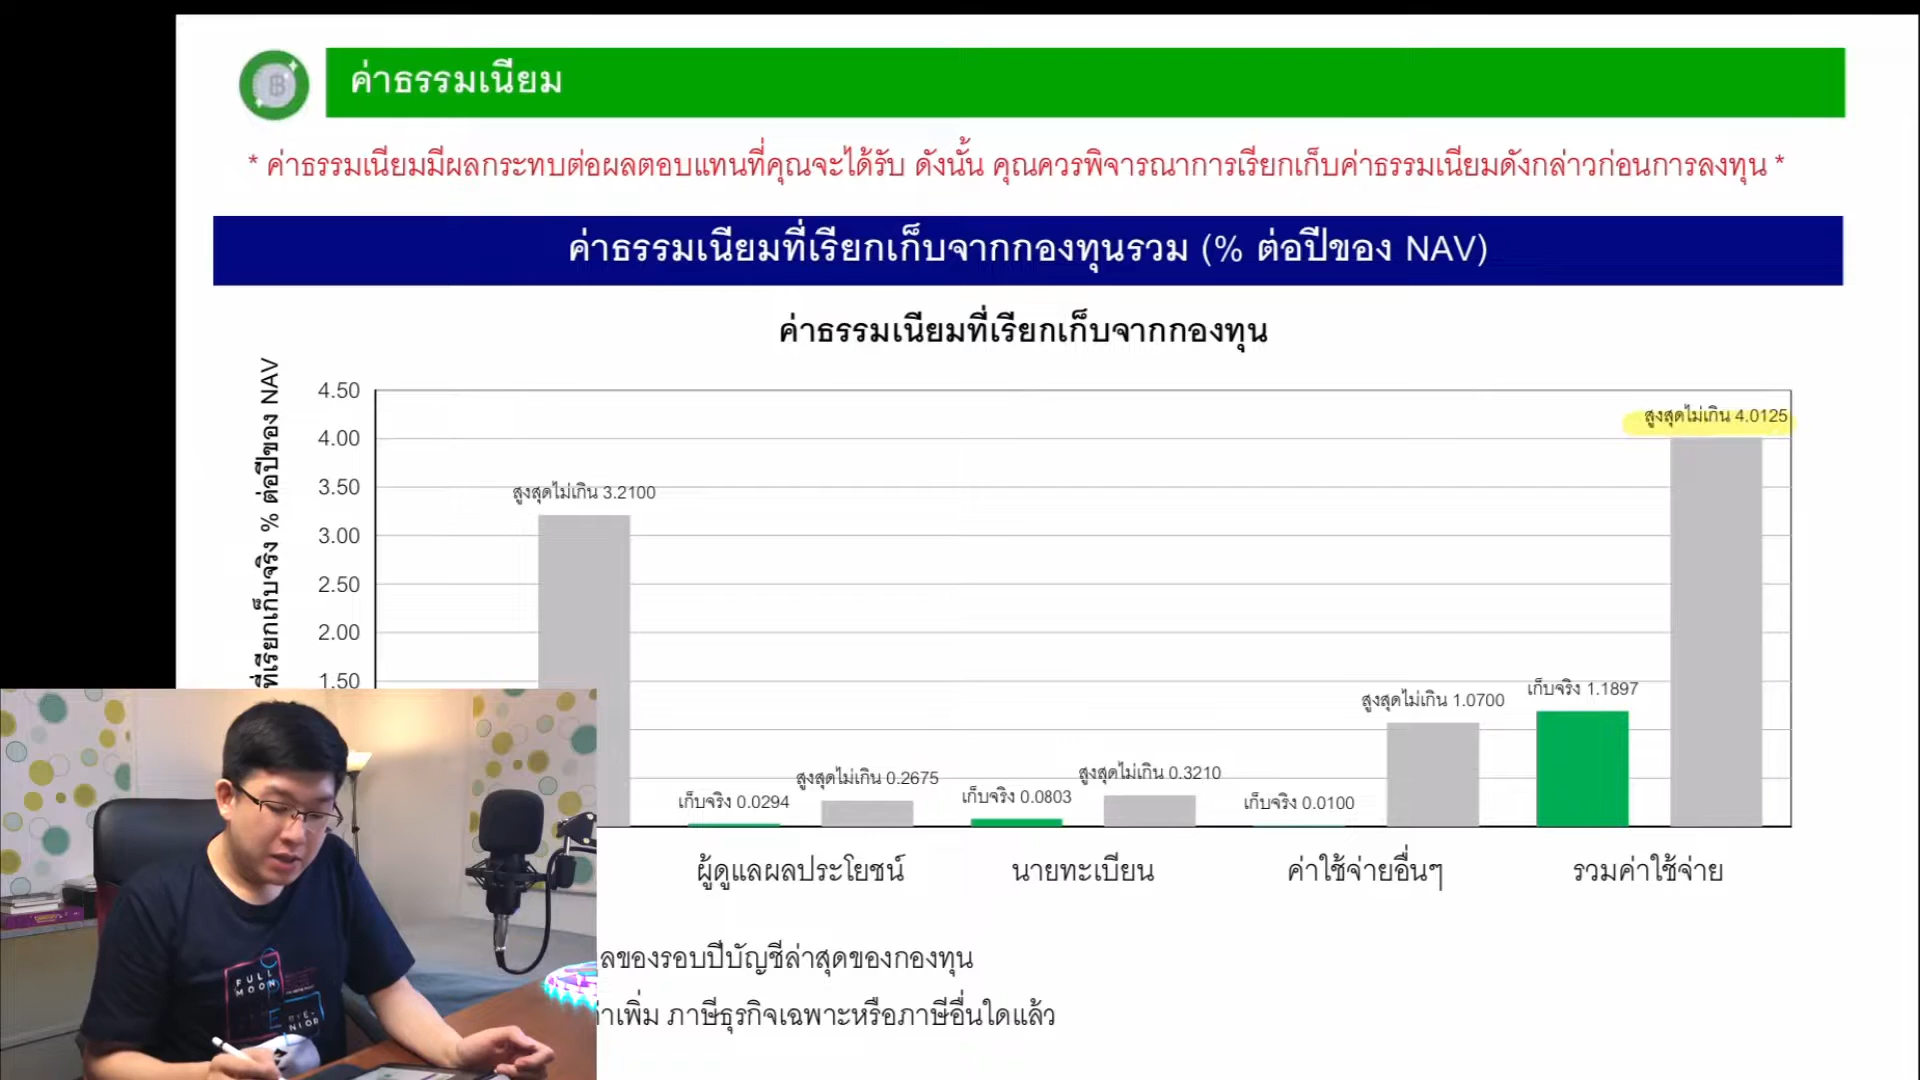 ค่าธรรมเนียม
* ค่าธรรมเนียมมีผลกระทบต่อผลตอบแทนที่คุณจะได้รับ ดังนั้น คุณควรพิจารณาการเรียกเก็บค่าธรรมเนียมดังกล่าวก่อนการลงทุน *
ค่าธรรมเนียมที่เรียกเก็บจากกองทุนรวม (% ต่อปีของ NAV)
ค่าธรรมเนียมที่เรียกเก็บจากกองทุน
ที่เรียกเก็บจริง % ต่อปีของ NAV
4.50
4.00
3.50
3.00
2.50
2.00
1.50
สูงสุดไม่เกิน 3.2100
เก็บจริง 0.0294
สูงสุดไม่เกิน 0.2675
เก็บจริง 0.0803
สูงสุดไม่เกิน 0.3210
เก็บจริง 0.0100
สูงสุดไม่เกิน 1.0700
เก็บจริง 1.1897
สูงสุดไม่เกิน 4.0125
ผู้ดูแลผลประโยชน์
นายทะเบียน
ค่าใช้จ่ายอื่นๆ
รวมค่าใช้จ่าย
ลของรอบปีบัญชีล่าสุดของกองทุน
าเพิ่ม ภาษีธุรกิจเฉพาะหรือภาษีอื่นใดแล้ว
FULL
MOON